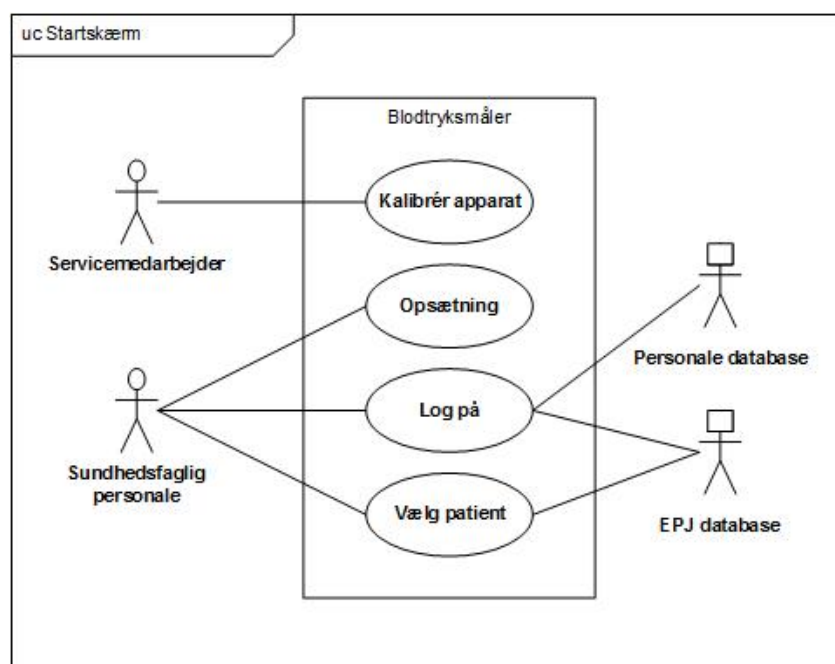 uc Startskærm
Blodtryksmåler
Kalibrér apparat
Servicemedarbejder
Opsætning
Personale database
Log på
Sundhedsfaglig
personale
Vælg patient
EPJ database